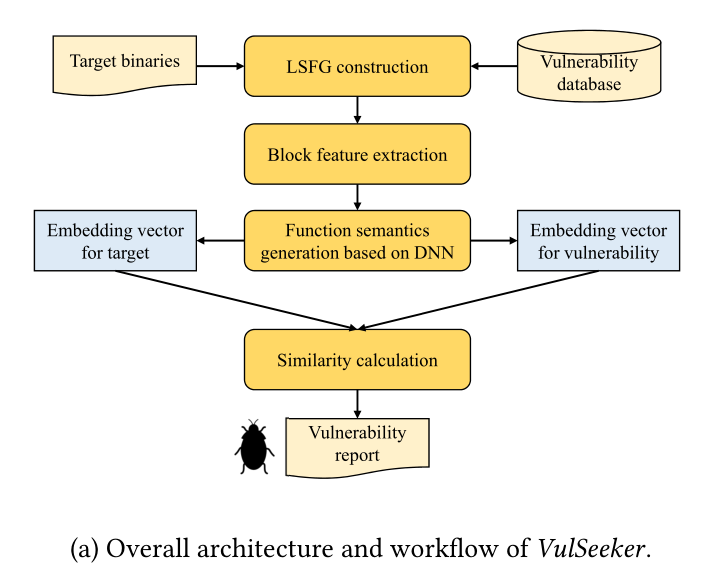 Target binaries
LSFG construction
Vulnerability
database
Block feature extraction
Embedding vector
for target
Function semantics
generation based on DNN
Embedding vector
for vulnerability
Similarity calculation
Vulnerability
report
(a) Overall architecture and workflow of VulSeeker.